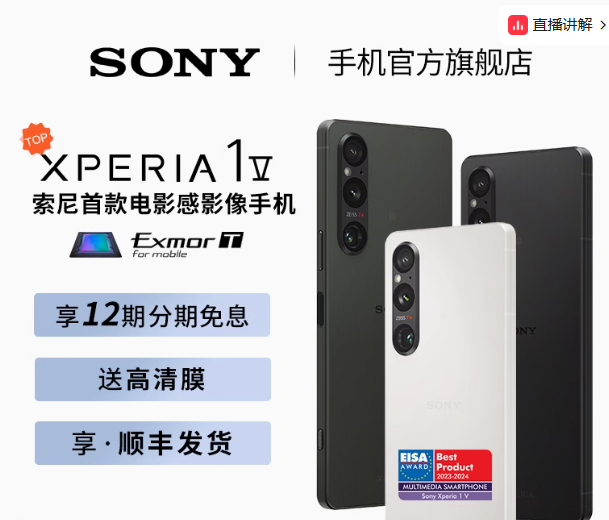 直播讲解
SONY
手机官方旗舰店
TOP
XPERIA 1 V
索尼首款电影感影像手机
Exmor T
for mobile
享12期分期免息
送高清膜
享·顺丰发货
ZEISS T*
ZEISS T*
SONY
EISA
AWARD
Best
Product
2023-2024
MULTIMEDIA SMARTPHONE
Sony Xperia 1 V